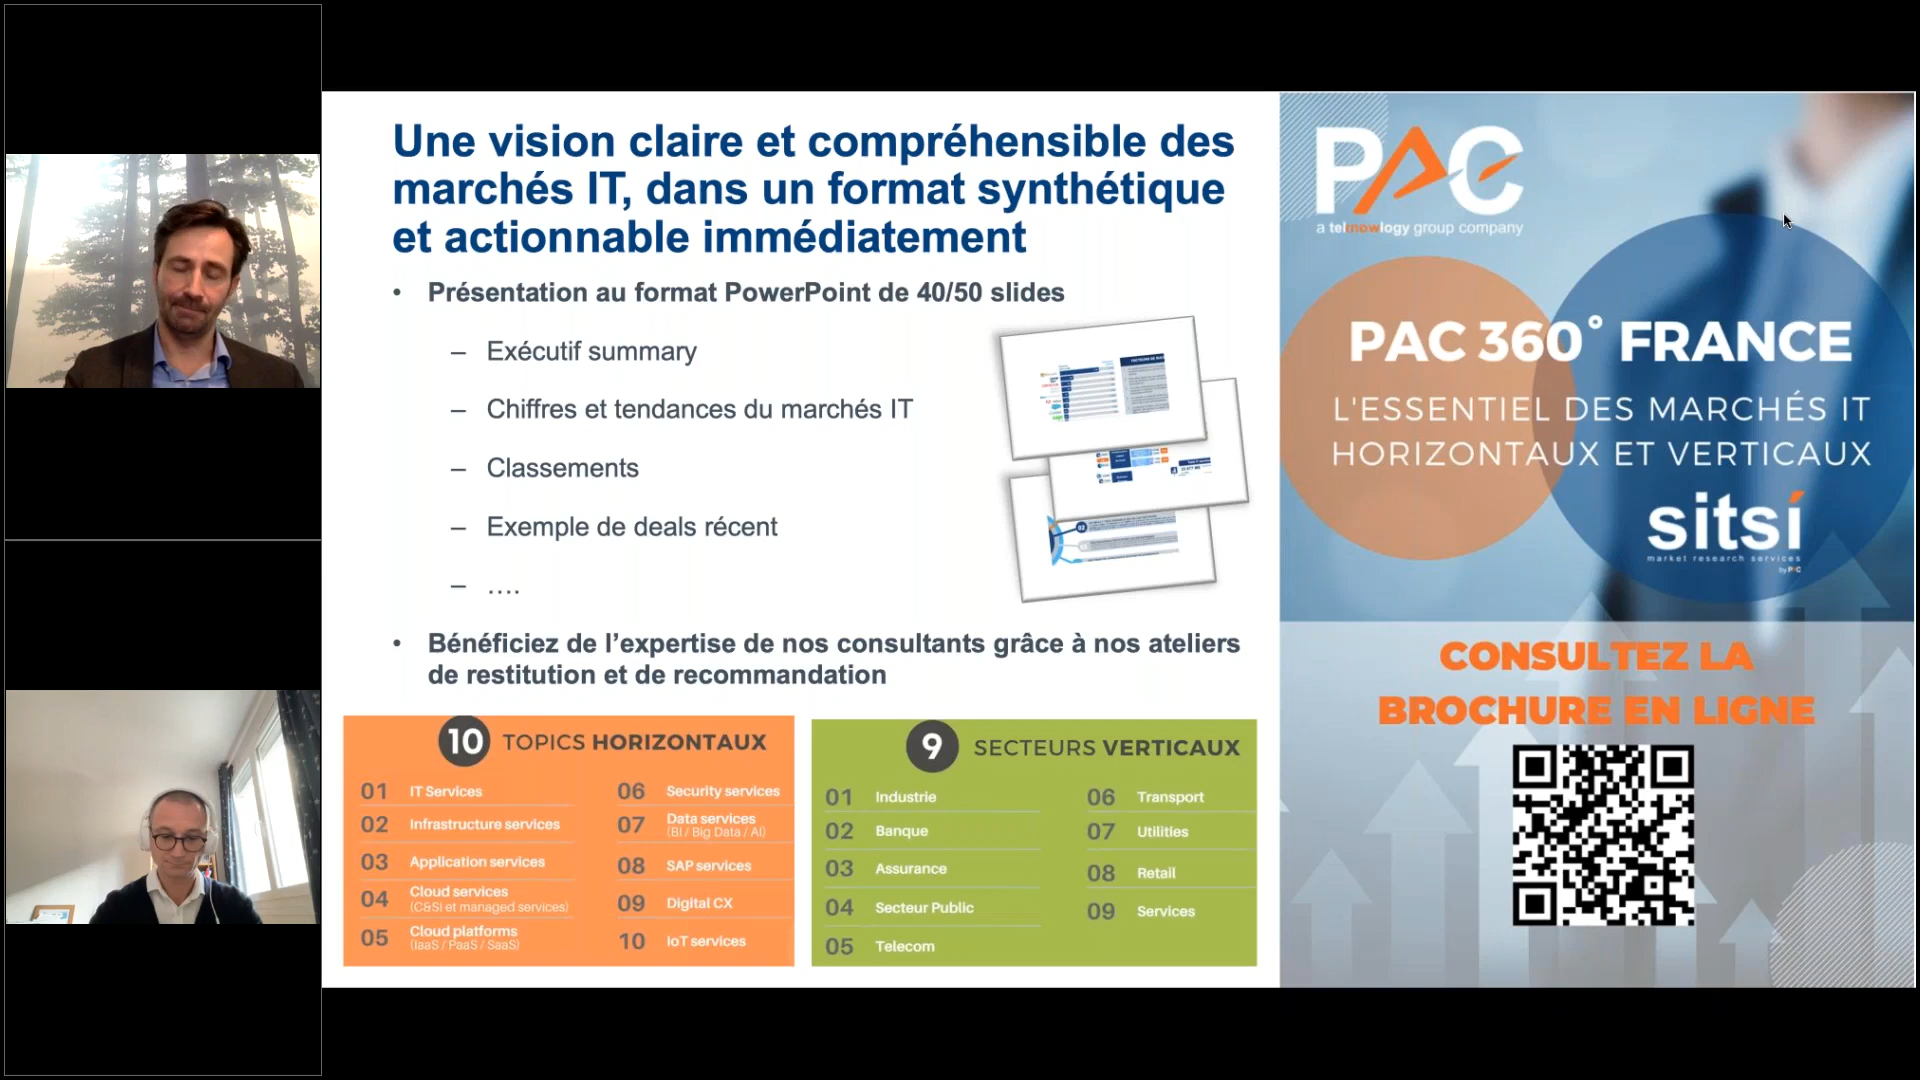 Une vision claire et compréhensible des
marchés IT, dans un format synthétique
et actionnable immédiatement
• Présentation au format PowerPoint de 40/50 slides
– Exécutif summary
– Chiffres et tendances du marchés IT
– Classements
– Exemple de deals récent
– ….
• Bénéficiez de l’expertise de nos consultants grâce à nos ateliers
de restitution et de recommandation
10 TOPICS HORIZONTAUX
01 IT Services
02 Infrastructure services
03 Application services
04 Cloud services
(C&SI et managed services)
05 Cloud platforms
(IaaS / PaaS / SaaS)
06 Security services
07 Data services
(BI / Big Data / AI)
08 SAP services
09 Digital CX
10 IoT services
9 SECTEURS VERTICAUX
01 Industrie
02 Banque
03 Assurance
04 Secteur Public
05 Telecom
06 Transport
07 Utilities
08 Retail
09 Services
PAC
a teknowlogy group company
PAC 360° FRANCE
L'ESSENTIEL DES MARCHÉS IT
HORIZONTAUX ET VERTICAUX
sitsí
market research services
by PAC
CONSULTEZ LA
BROCHURE EN LIGNE